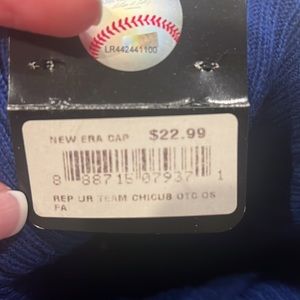 LR442441100
NEW ERA CAP $22.99
8 88715 07937 1
REP UR TEAM CHICUB OTC OS
FA